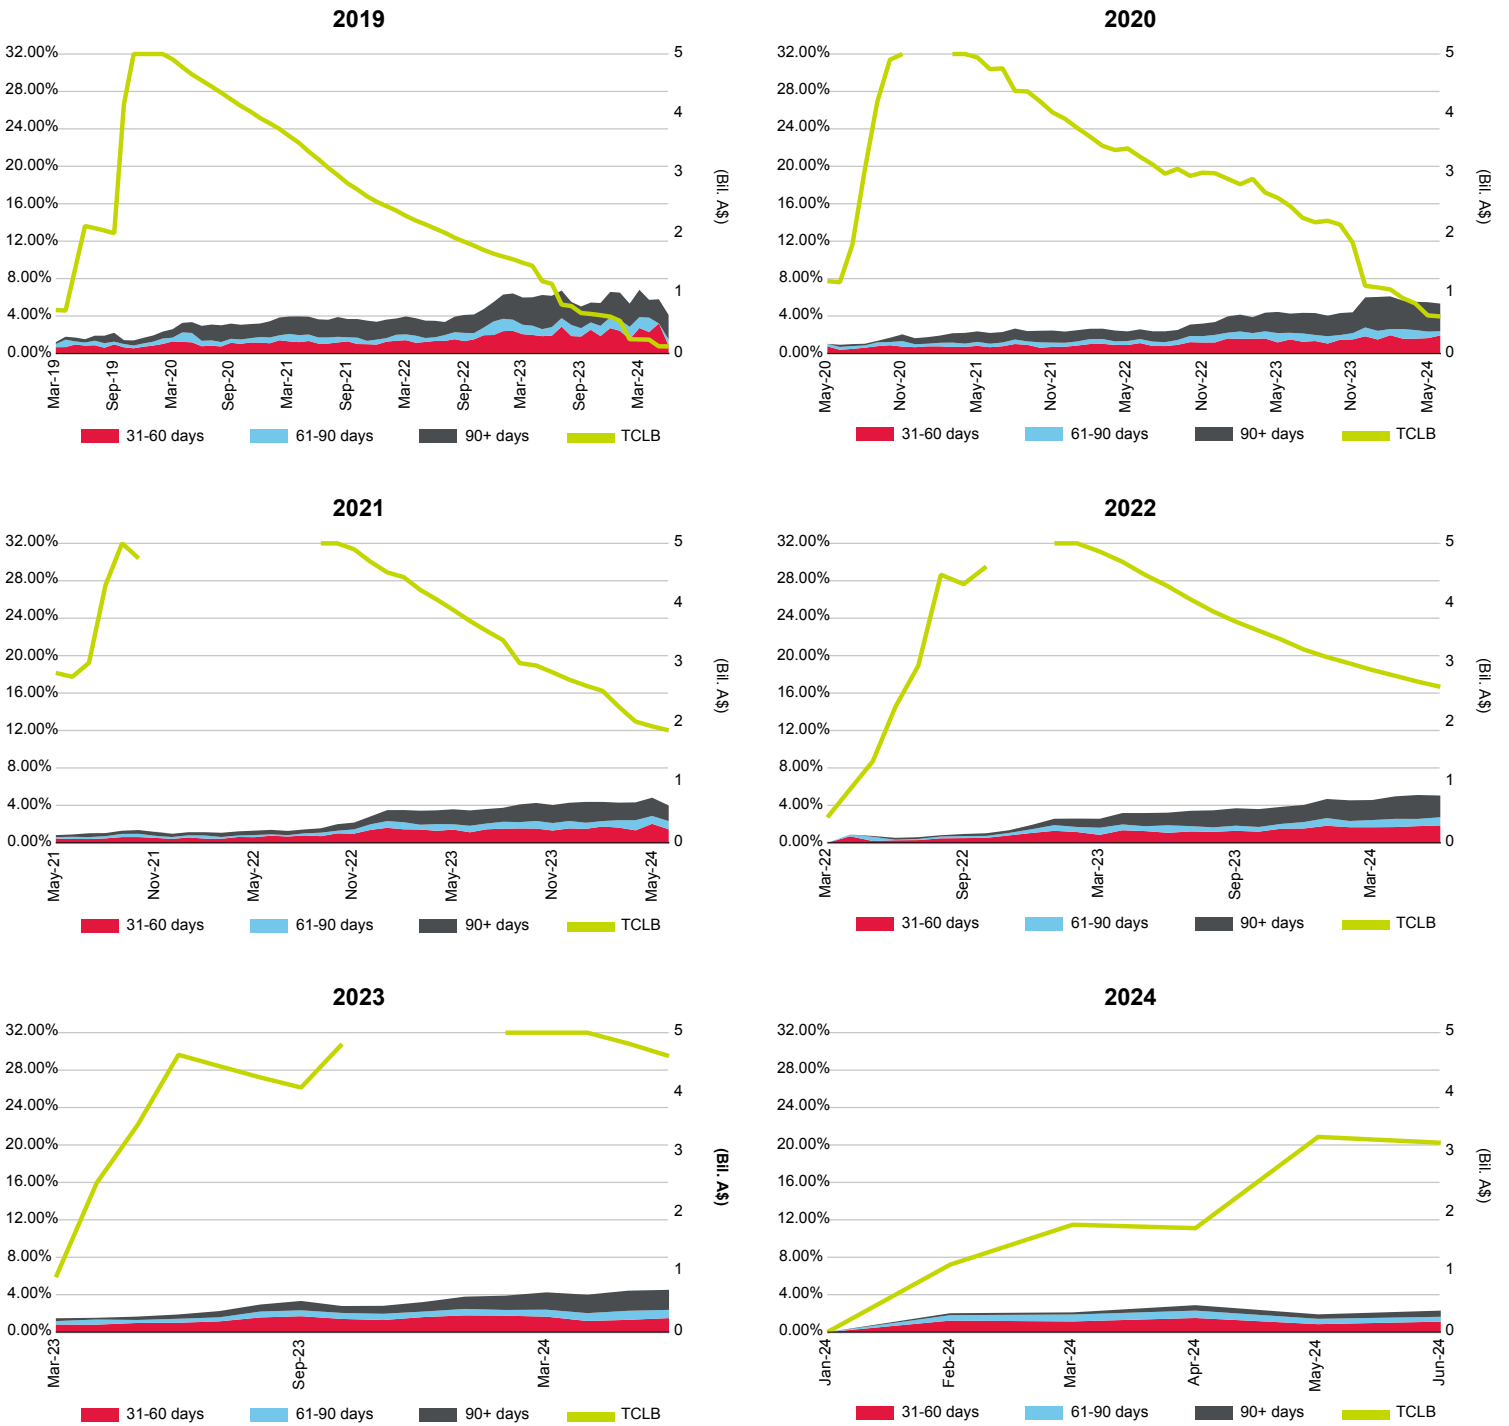 2019
32.00%
28.00%
24.00%
20.00%
16.00%
12.00%
8.00%
4.00%
0.00%
5
4
3
2
1
0
(Bil. A$)
Mar-19
Sep-19
Mar-20
Sep-20
Mar-21
Sep-21
Mar-22
Sep-22
Mar-23
Sep-23
Mar-24
31-60 days
61-90 days
90+ days
TCLB
2020
32.00%
28.00%
24.00%
20.00%
16.00%
12.00%
8.00%
4.00%
0.00%
5
4
3
2
1
0
(Bil. A$)
May-20
Nov-20
May-21
Nov-21
May-22
Nov-22
May-23
Nov-23
May-24
31-60 days
61-90 days
90+ days
TCLB
2021
32.00%
28.00%
24.00%
20.00%
16.00%
12.00%
8.00%
4.00%
0.00%
5
4
3
2
1
0
(Bil. A$)
May-21
Nov-21
May-22
Nov-22
May-23
Nov-23
May-24
31-60 days
61-90 days
90+ days
TCLB
2022
32.00%
28.00%
24.00%
20.00%
16.00%
12.00%
8.00%
4.00%
0.00%
5
4
3
2
1
0
(Bil. A$)
Mar-22
Sep-22
Mar-23
Sep-23
Mar-24
31-60 days
61-90 days
90+ days
TCLB
2023
32.00%
28.00%
24.00%
20.00%
16.00%
12.00%
8.00%
4.00%
0.00%
5
4
3
2
1
0
(Bil. A$)
Mar-23
Sep-23
Mar-24
31-60 days
61-90 days
90+ days
TCLB
2024
32.00%
28.00%
24.00%
20.00%
16.00%
12.00%
8.00%
4.00%
0.00%
5
4
3
2
1
0
(Bil. A$)
Jan-24
Feb-24
Mar-24
Apr-24
May-24
Jun-24
31-60 days
61-90 days
90+ days
TCLB